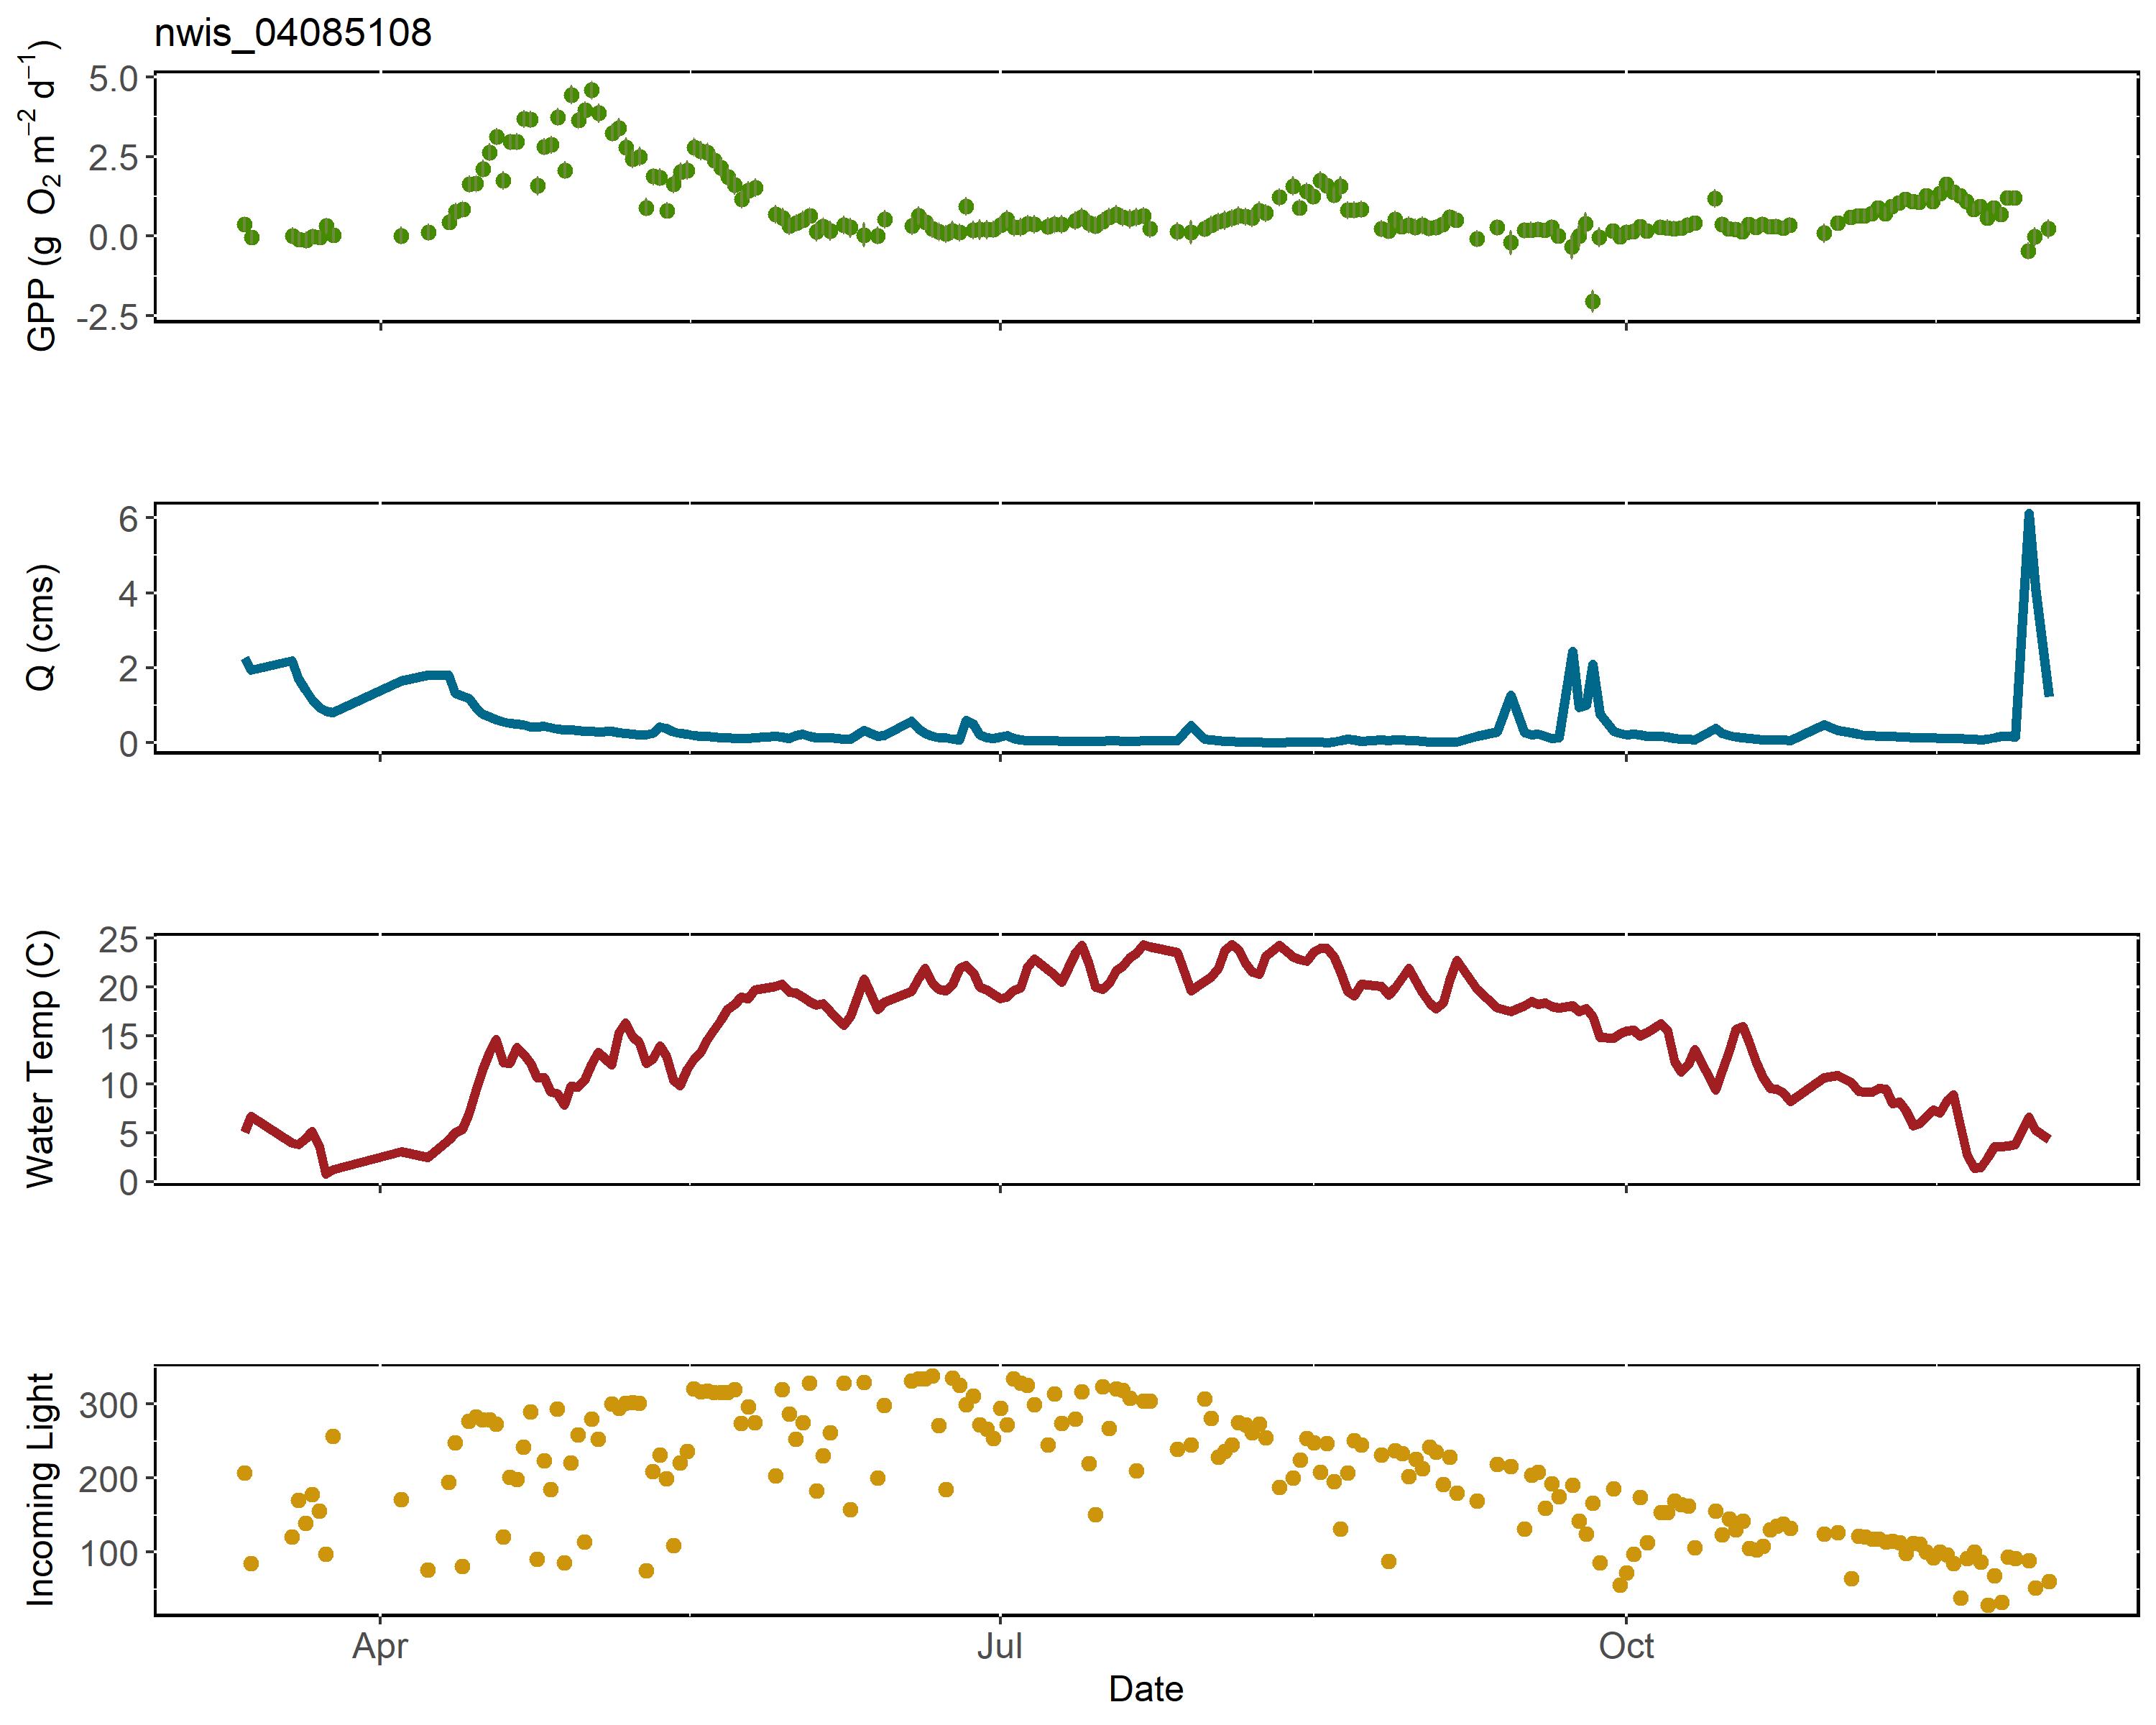 nwis_04085108
GPP (g O₂ m⁻² d⁻¹)
5.0
2.5
0.0
-2.5
Q (cms)
6
4
2
0
Water Temp (C)
25
20
15
10
5
0
Incoming Light
300
200
100
Apr Jul Oct
Date